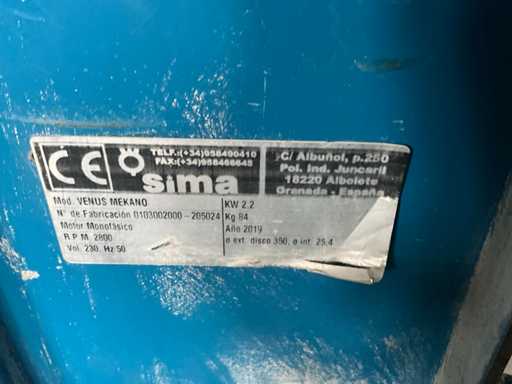 CE
TELF.:(+34)958490410
FAX:(+34)958466645
sima
C/ Albuñol, p.250
Pol. Ind. Juncaril
18220 Albolote
Granada - España
Mod. VENUS MEKANO
Nº de Fabricación 0103002000 - 205024
Motor Monofásico
R.P.M. 2800
Vol. 230, Hz 50
KW 2.2
Kg 84
Año 2019
ø ext. disco 350, ø int. 25,4